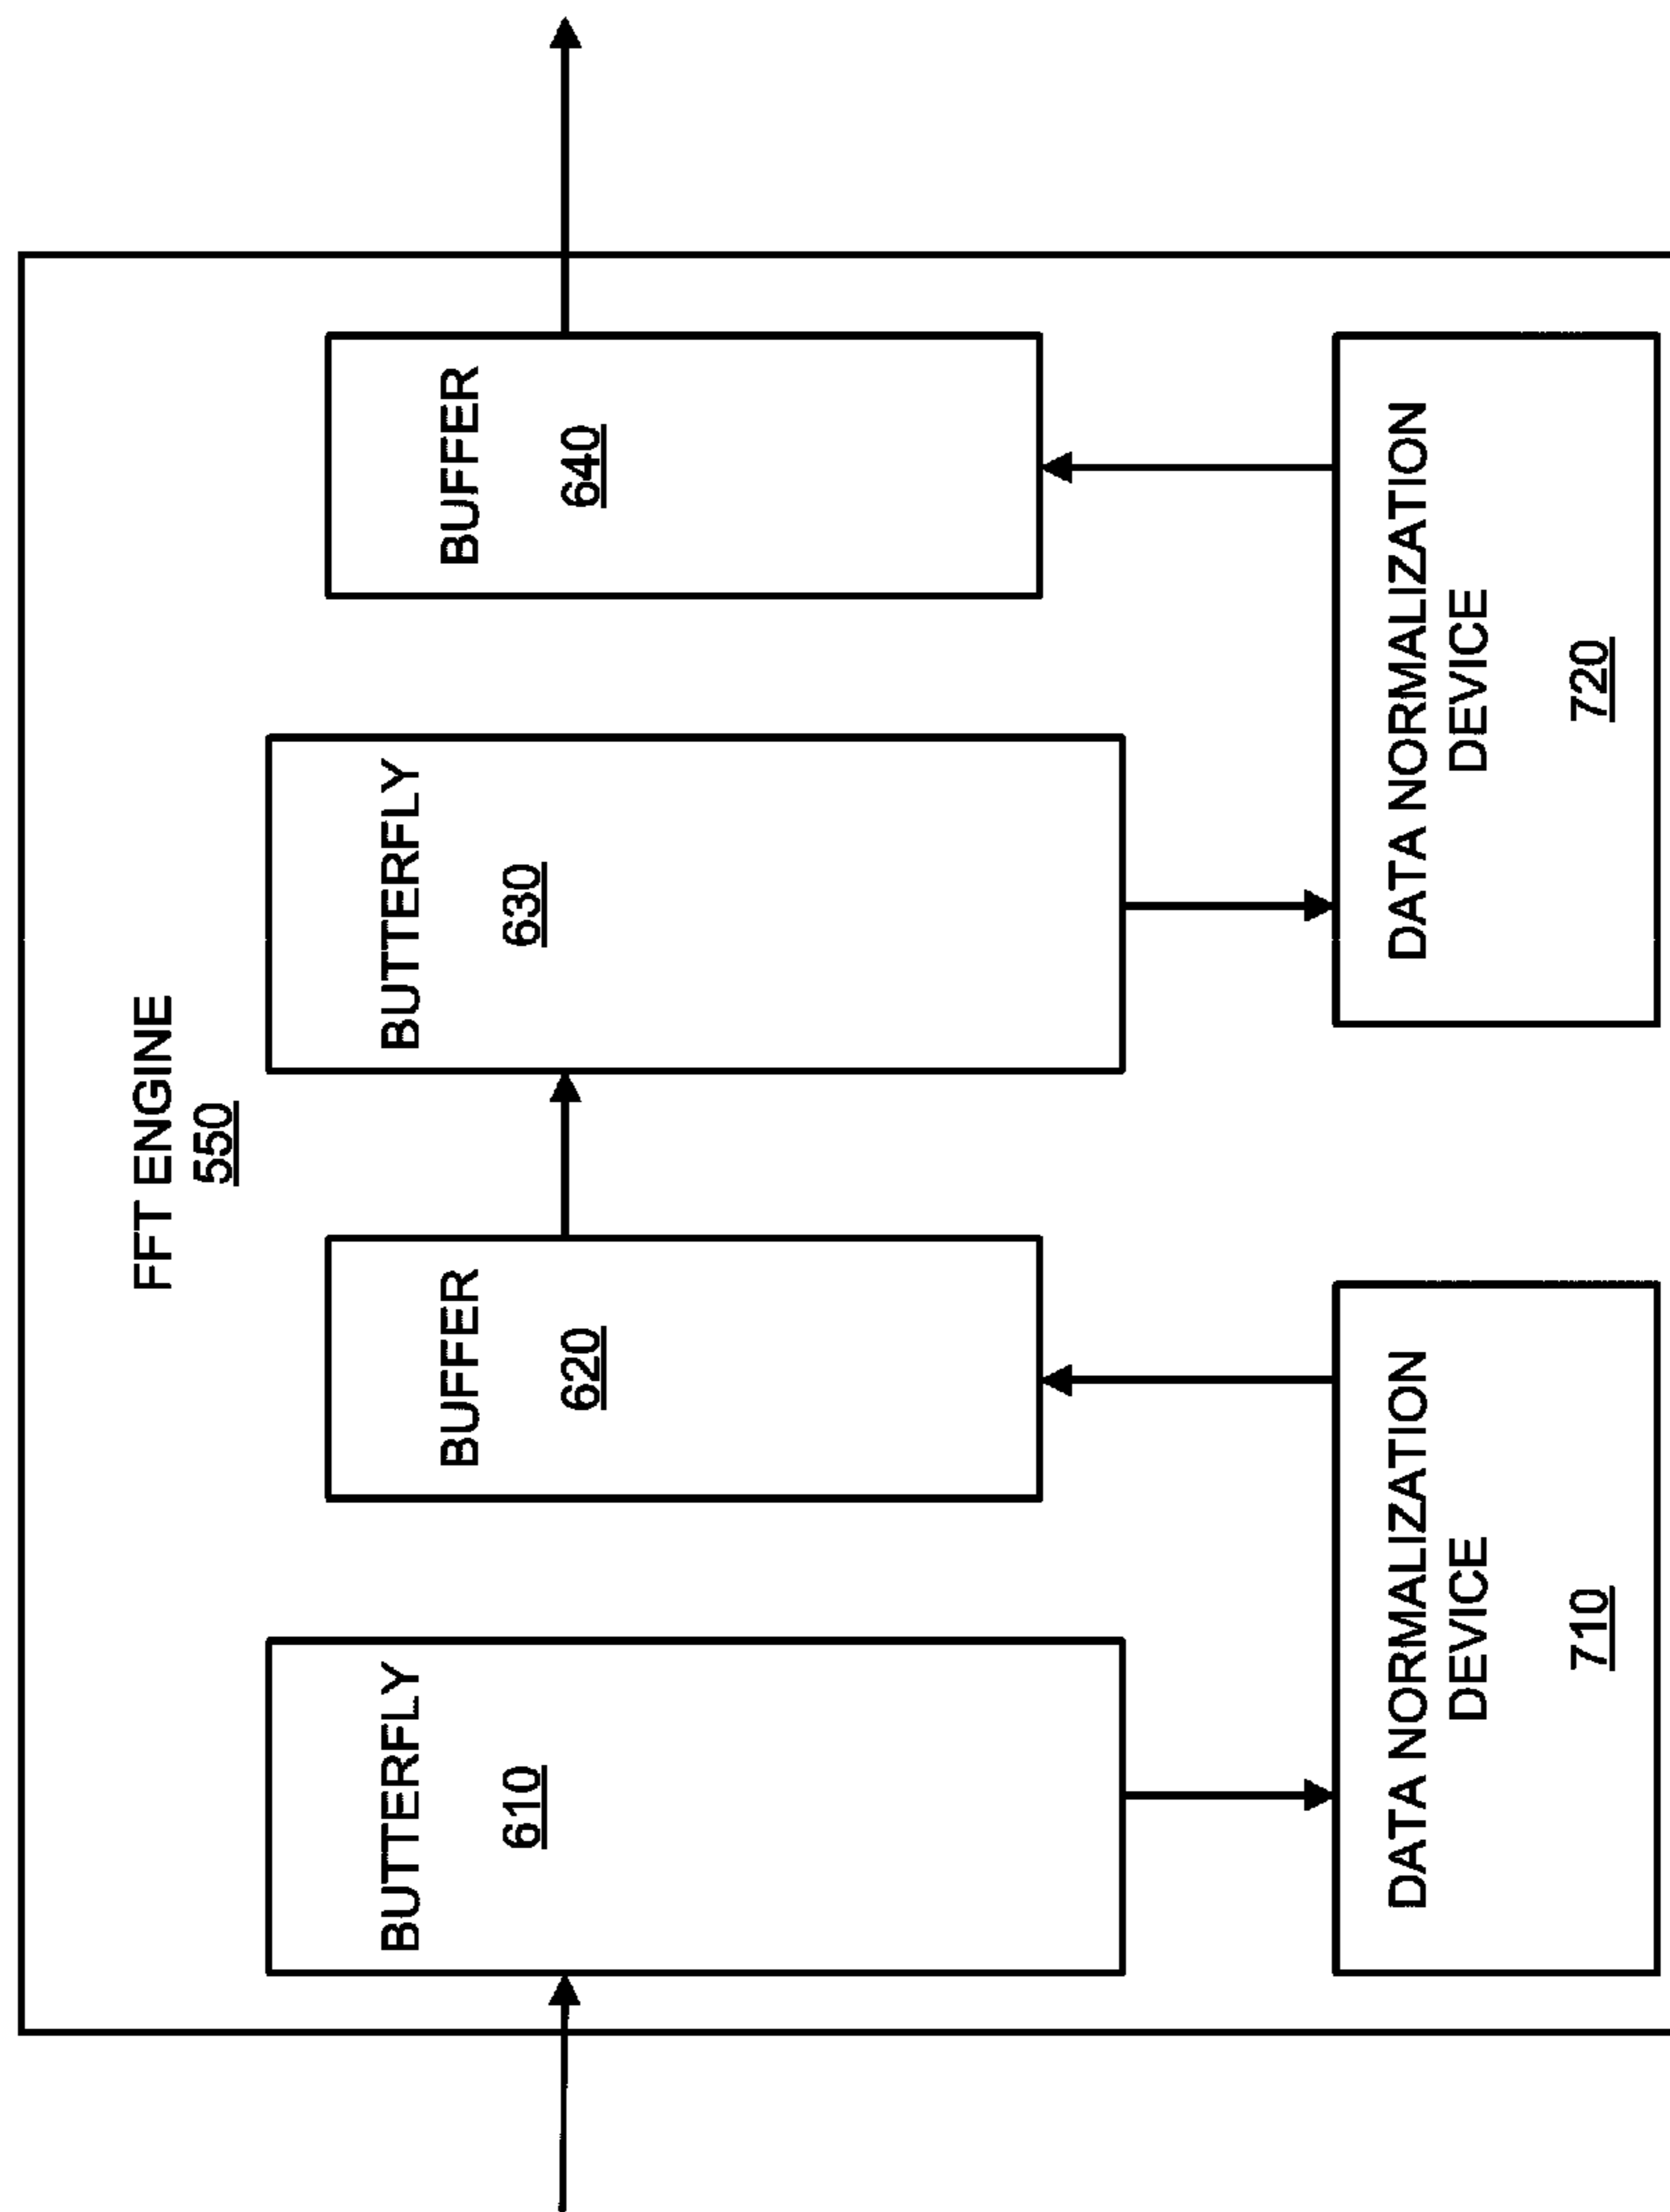 FFT ENGINE
550
BUTTERFLY
610
BUFFER
620
BUTTERFLY
630
BUFFER
640
DATA NORMALIZATION
DEVICE
710
DATA NORMALIZATION
DEVICE
720